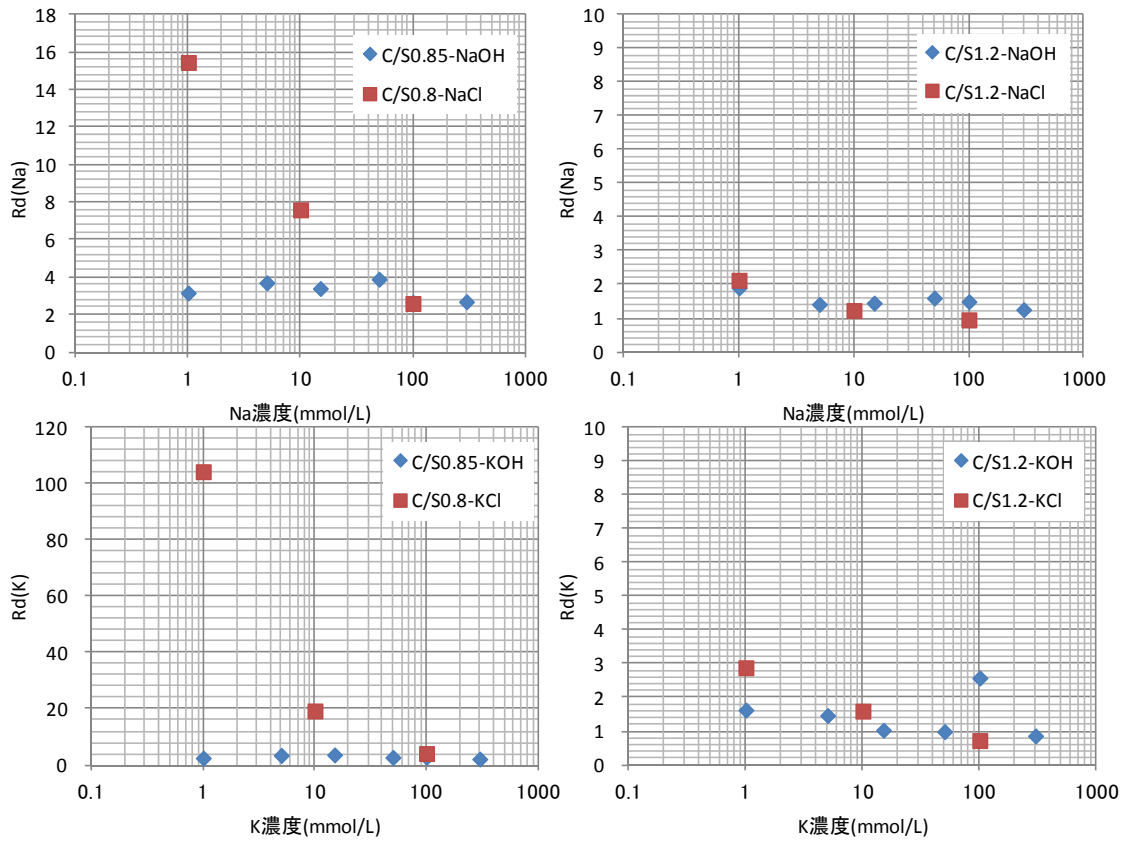 18
16
14
12
10
8
6
4
2
0
Rd(Na)
C/S0.85-NaOH
C/S0.8-NaCl
0.1 1 10 100 1000
Na濃度(mmol/L)
10
9
8
7
6
5
4
3
2
1
0
Rd(Na)
C/S1.2-NaOH
C/S1.2-NaCl
0.1 1 10 100 1000
Na濃度(mmol/L)
120
100
80
60
40
20
0
Rd(K)
C/S0.85-KOH
C/S0.8-KCl
0.1 1 10 100 1000
K濃度(mmol/L)
10
9
8
7
6
5
4
3
2
1
0
Rd(K)
C/S1.2-KOH
C/S1.2-KCl
0.1 1 10 100 1000
K濃度(mmol/L)